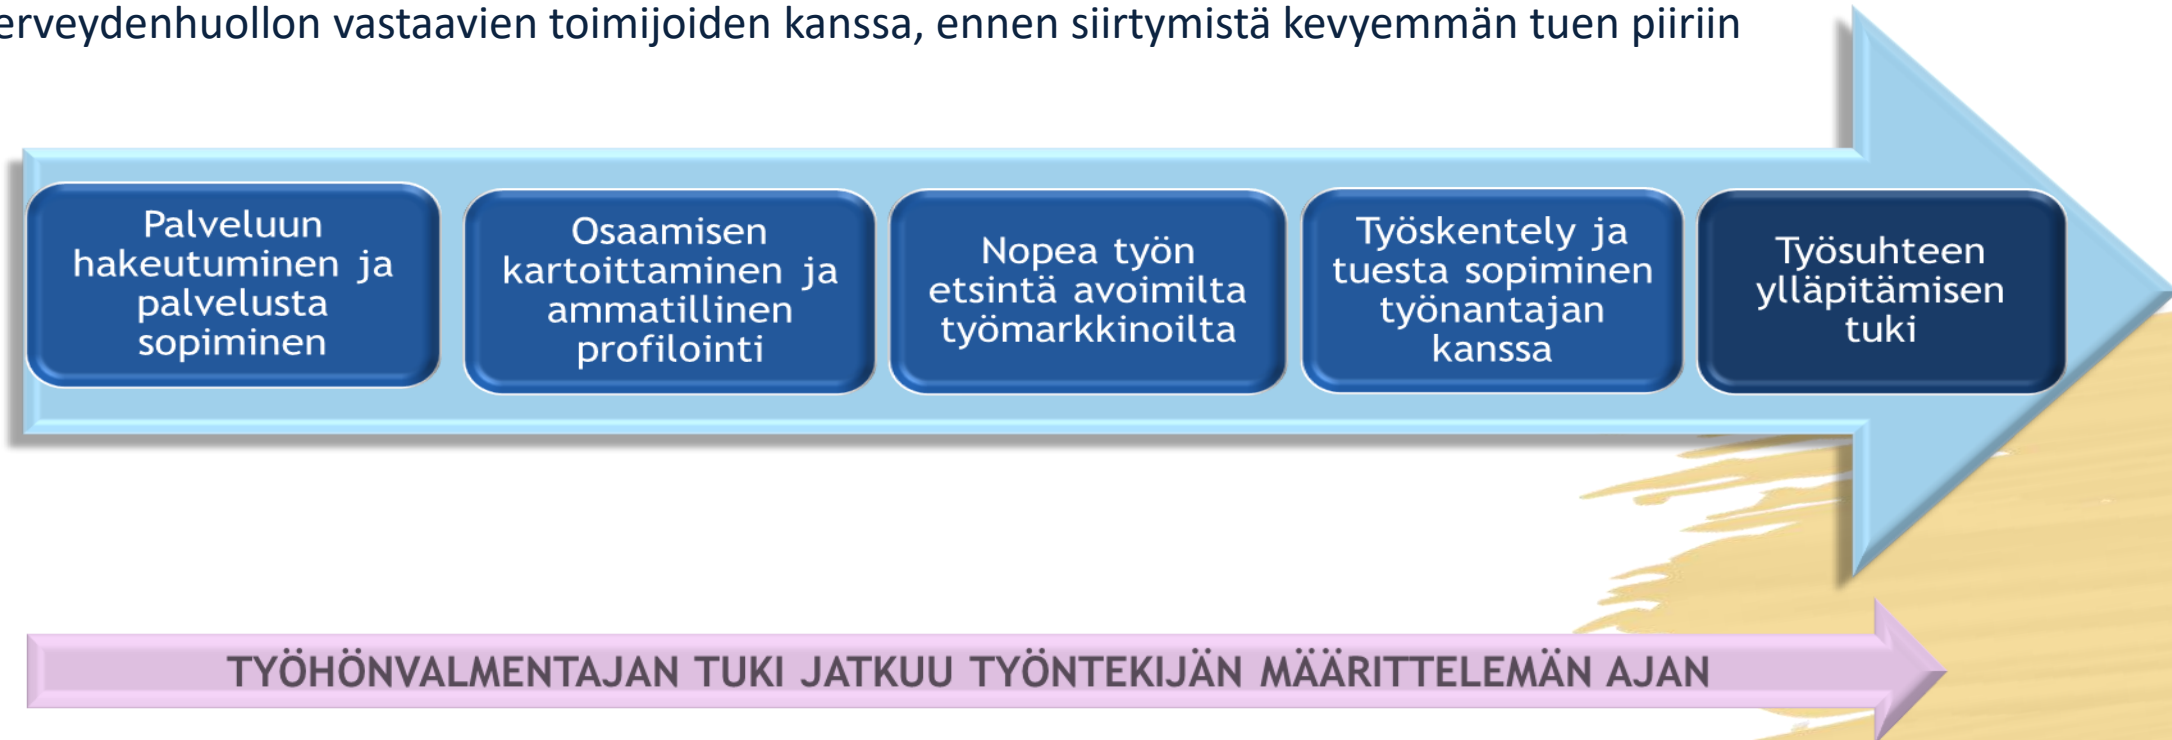 erveydenhuollon vastaavien toimijoiden kanssa, ennen siirtymistä kevyemmän tuen piiriin
Palveluun
hakeutuminen ja
palvelusta
sopiminen
Osaamisen
kartoittaminen ja
ammatillinen
profilointi
Nopea työn
etsintä avoimilta
työmarkkinoilta
Työskentely ja
tuesta sopiminen
työnantajan
kanssa
Työsuhteen
ylläpitämisen
tuki
TYÖHÖNVALMENTAJAN TUKI JATKUU TYÖNTEKIJÄN MÄÄRITTELEMÄN AJAN